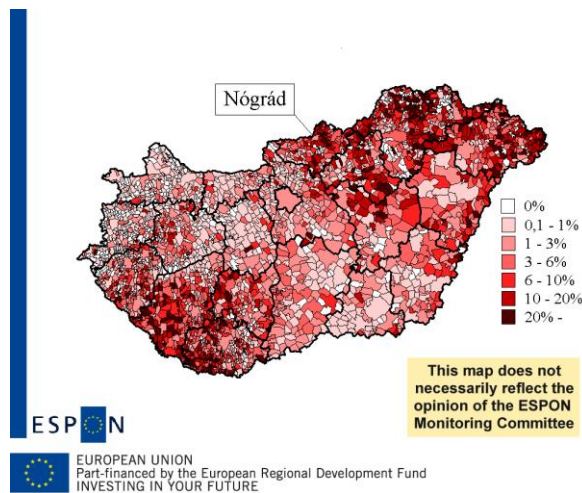 Nógrád
0%
0,1 - 1%
1 - 3%
3 - 6%
6 - 10%
10 - 20%
20% -
This map does not
necessarily reflect the
opinion of the ESPON
Monitoring Committee
ESPON
EUROPEAN UNION
Part-financed by the European Regional Development Fund
INVESTING IN YOUR FUTURE